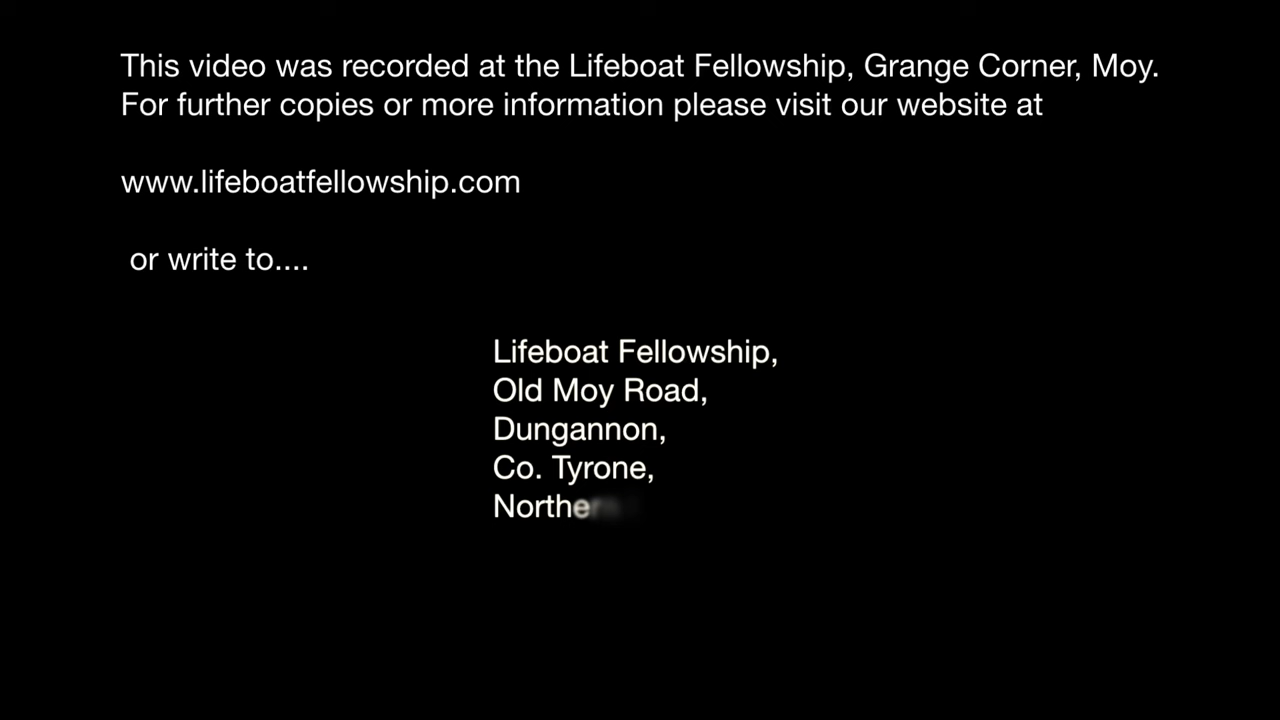 This video was recorded at the Lifeboat Fellowship, Grange Corner, Moy.
For further copies or more information please visit our website at
www.lifeboatfellowship.com
or write to....
Lifeboat Fellowship,
Old Moy Road,
Dungannon,
Co. Tyrone,